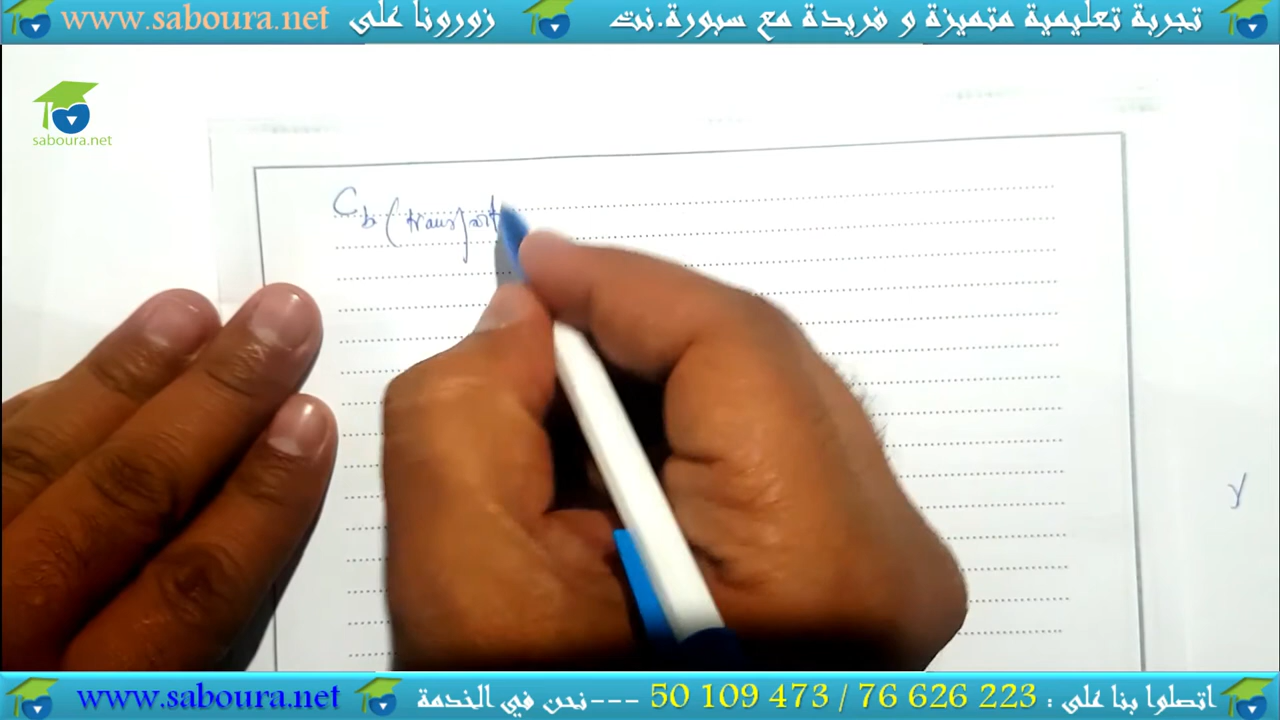 تجربة تعليمية متميزة و فريدة مع سبورة.نت زورونا على www.saboura.net
saboura.net
Cb (transport
γ
اتصلوا بنا على : 50 109 473 / 76 626 223 ---نحن في الخدمة www.saboura.net